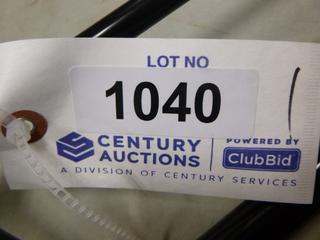 LOT NO
1040
CENTURY
AUCTIONS
POWERED BY
ClubBid
A DIVISION OF CENTURY SERVICES